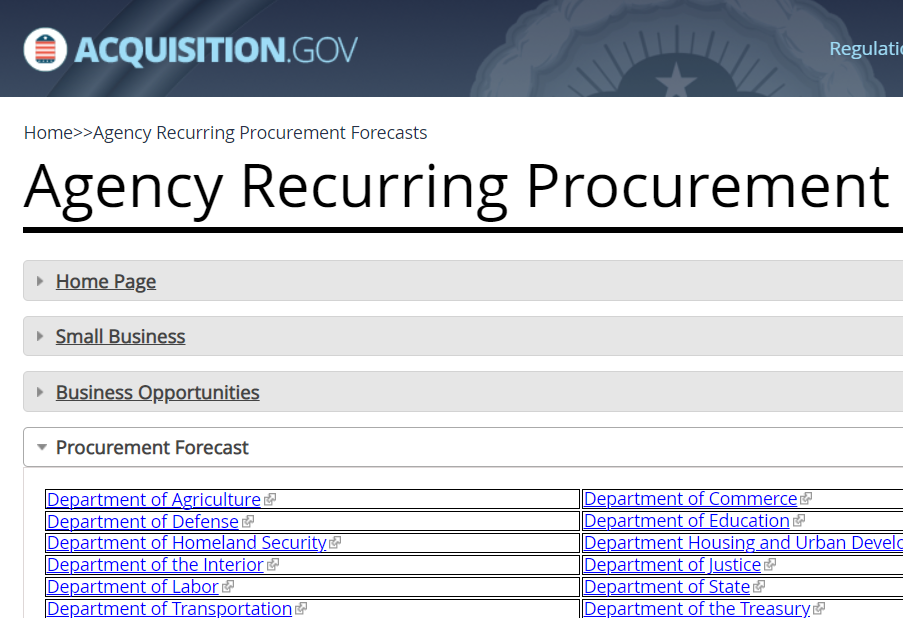 ACQUISITION.GOV
Regulatio
Home>>Agency Recurring Procurement Forecasts
Agency Recurring Procurement
Home Page
Small Business
Business Opportunities
Procurement Forecast
Department of Agriculture
Department of Commerce
Department of Defense
Department of Education
Department of Homeland Security
Department Housing and Urban Develo
Department of the Interior
Department of Justice
Department of Labor
Department of State
Department of Transportation
Department of the Treasury